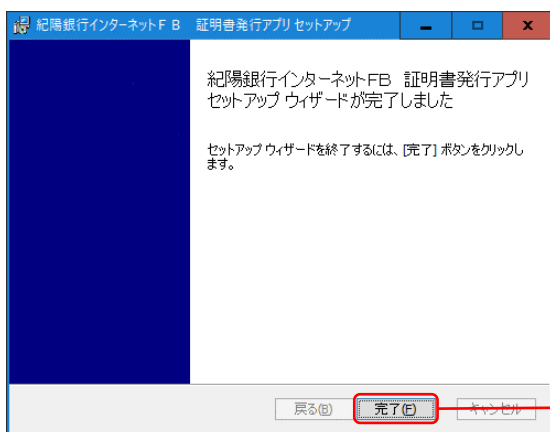 紀陽銀行インターネットＦＢ　証明書発行アプリ セットアップ
紀陽銀行インターネットFB　証明書発行アプリ
セットアップ ウィザードが完了しました
セットアップ ウィザードを終了するには、[完了] ボタンをクリックし
ます。
戻る(B) 完了(F) キャンセル